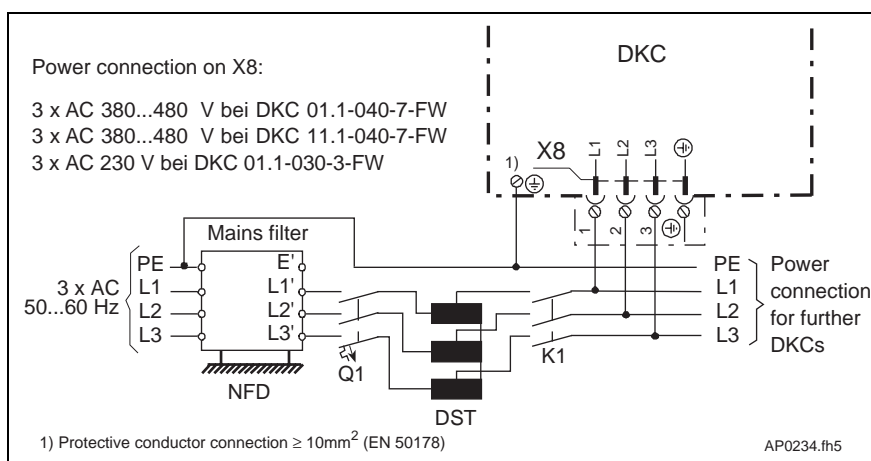 DKC
Power connection on X8:
3 x AC 380...480 V bei DKC 01.1-040-7-FW
3 x AC 380...480 V bei DKC 11.1-040-7-FW
3 x AC 230 V bei DKC 01.1-030-3-FW
X8
L1
L2
L3
1)
1
2
3
Mains filter
3 x AC
50...60 Hz
PE
L1
L2
L3
E'
L1'
L2'
L3'
NFD
Q1
DST
K1
PE
L1
L2
L3
Power
connection
for further
DKCs
1) Protective conductor connection ≥ 10mm² (EN 50178)
AP0234.fh5